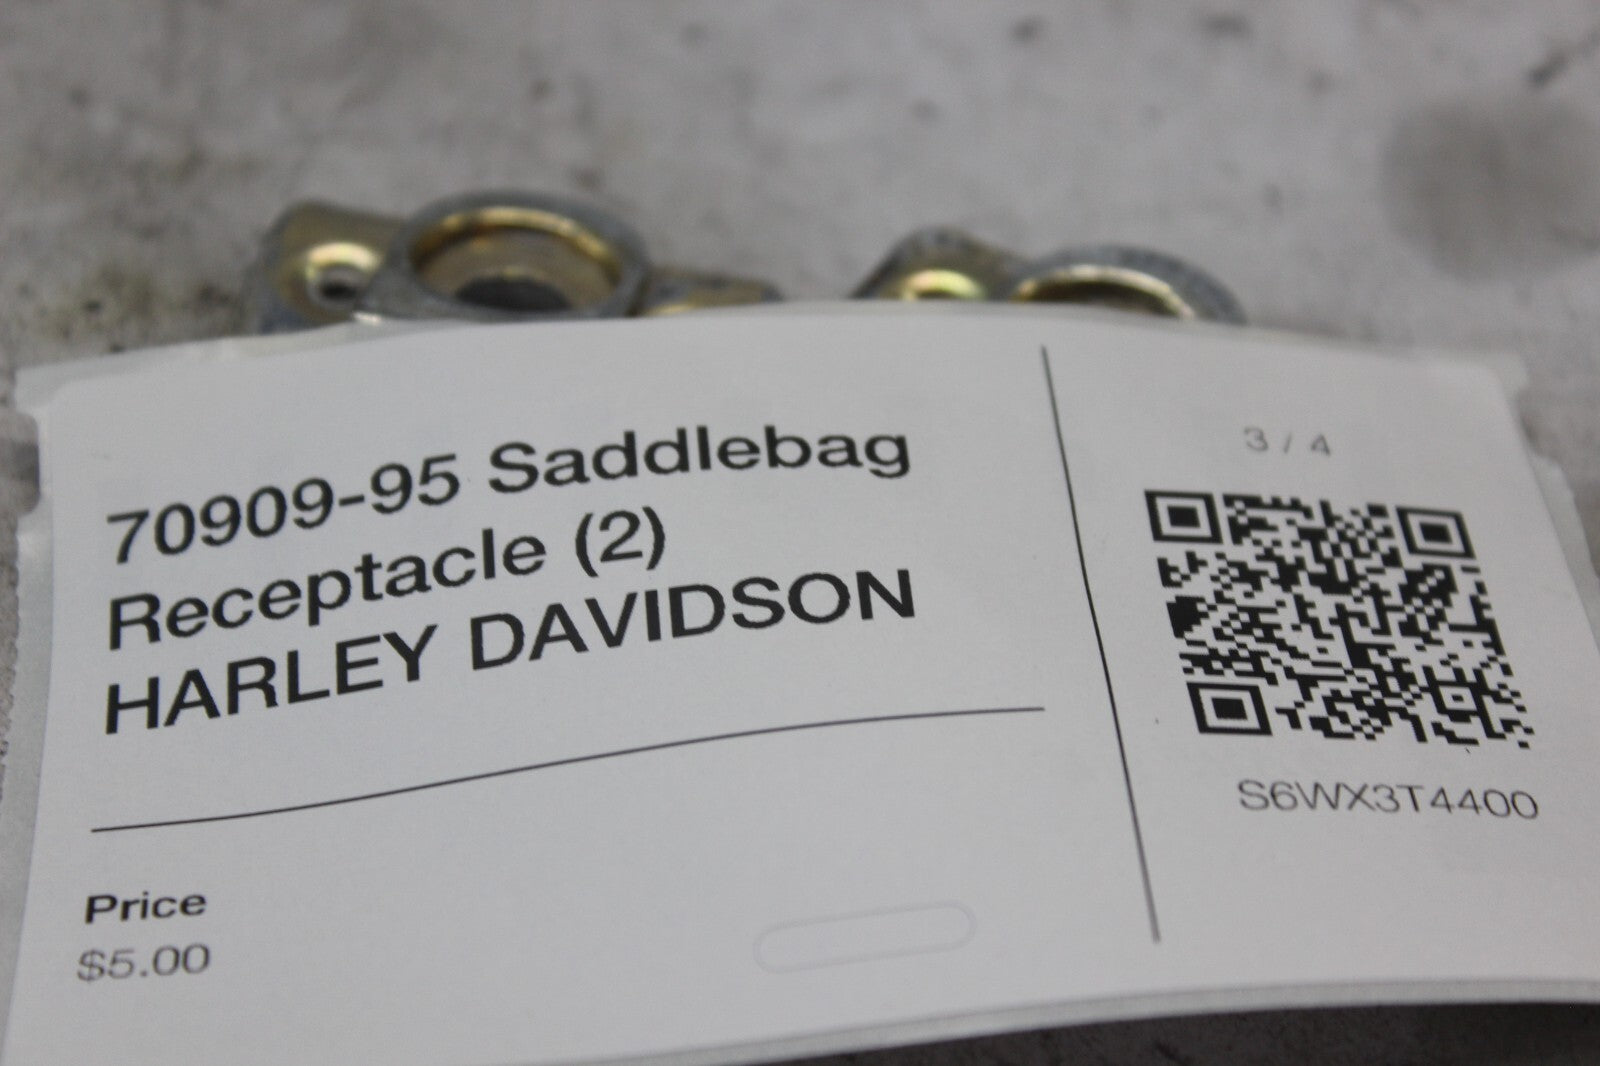 70909-95 Saddlebag
Receptacle (2)
HARLEY DAVIDSON
Price
$5.00
3 / 4
S6WX3T4400